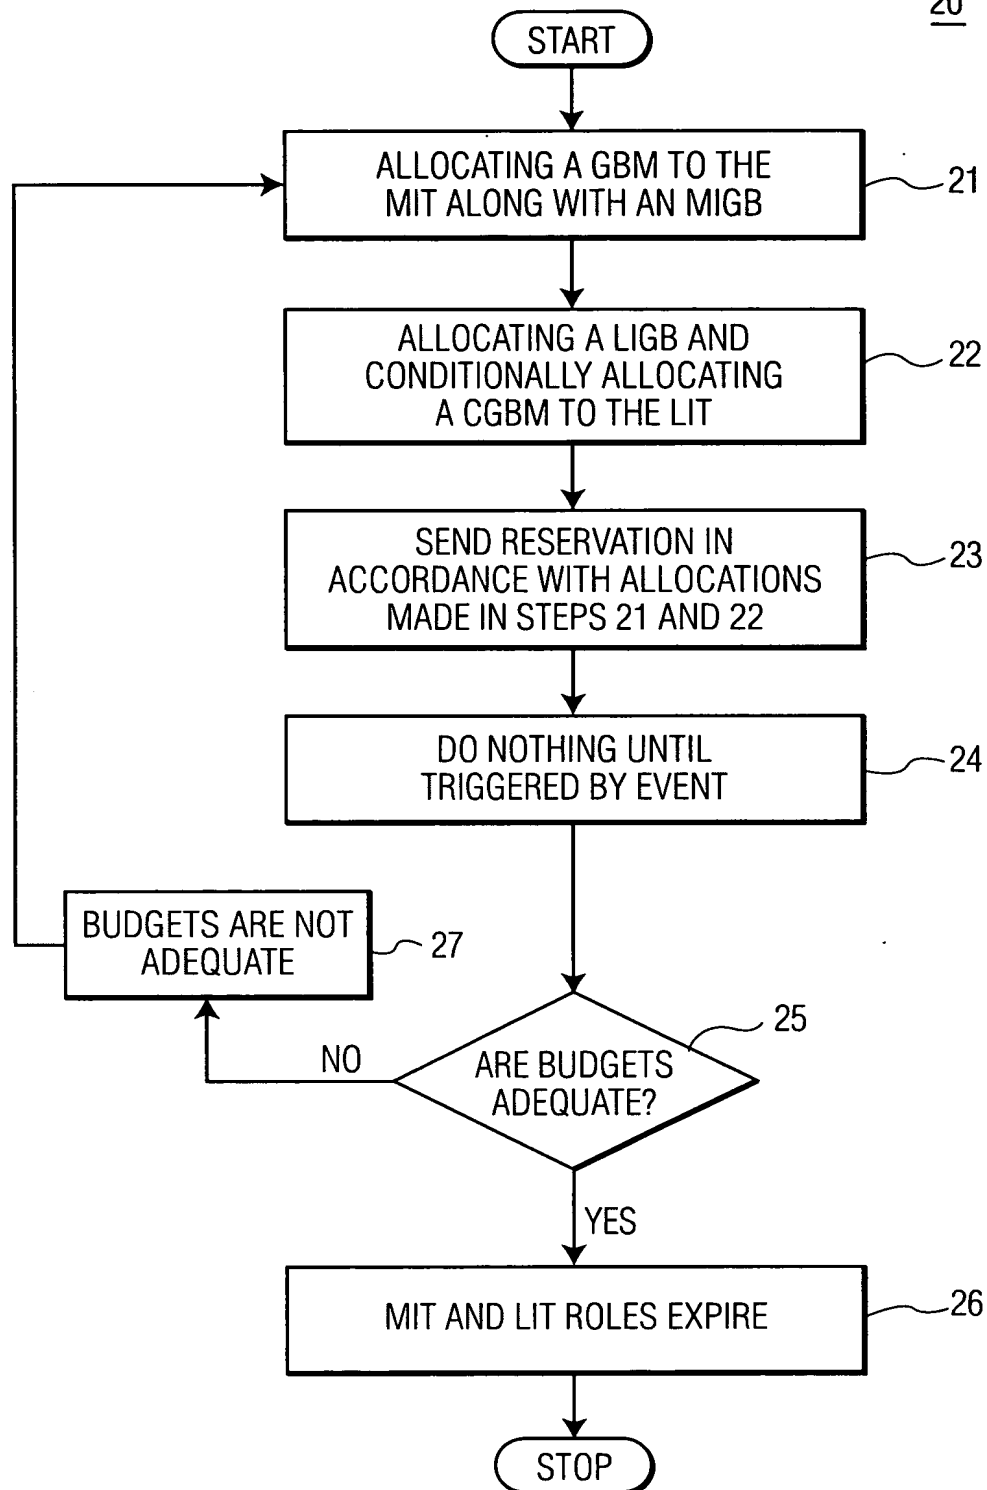 20
START
ALLOCATING A GBM TO THE
MIT ALONG WITH AN MIGB
21
ALLOCATING A LIGB AND
CONDITIONALLY ALLOCATING
A CGBM TO THE LIT
22
SEND RESERVATION IN
ACCORDANCE WITH ALLOCATIONS
MADE IN STEPS 21 AND 22
23
DO NOTHING UNTIL
TRIGGERED BY EVENT
24
BUDGETS ARE NOT
ADEQUATE
27
25
ARE BUDGETS
ADEQUATE?
NO
YES
MIT AND LIT ROLES EXPIRE
26
STOP